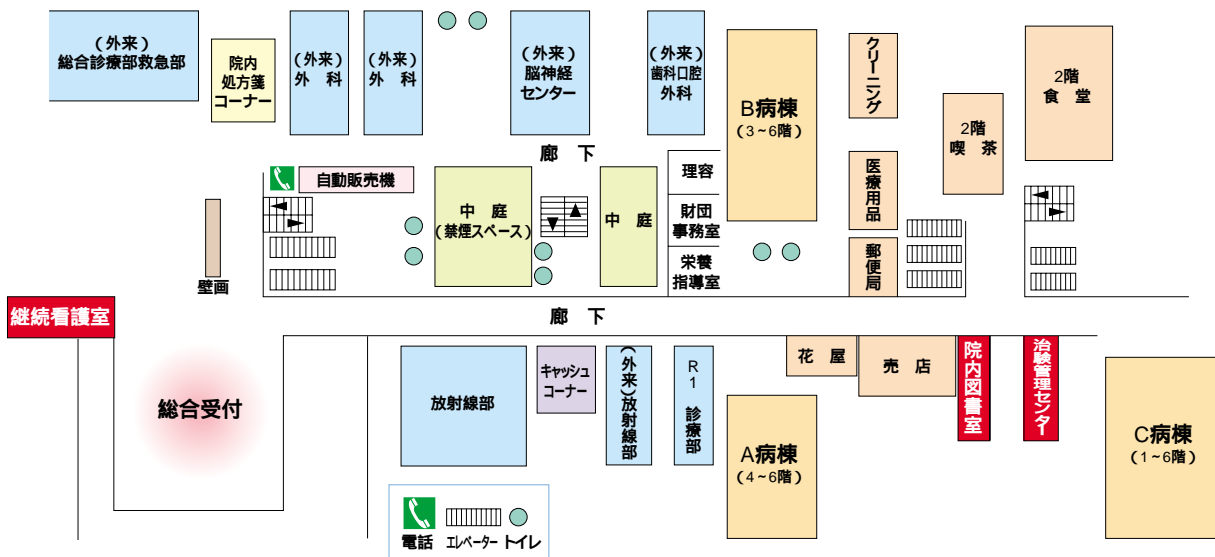 (外来)
総合診療部救急部
院内
処方箋
コーナー
(外来)
外 科
(外来)
外 科
(外来)
脳神経
センター
(外来)
歯科口腔
外科
B病棟
(3~6階)
クリーニング
2階
喫 茶
2階
食 堂
廊 下
自動販売機
中 庭
(禁煙スペース)
中 庭
理容
財団
事務室
栄養
指導室
医療用品
郵便局
壁画
継続看護室
廊 下
総合受付
放射線部
キャッシュ
コーナー
(外来)放射線部
R1 診療部
花 屋
売 店
院内図書室
治験管理センター
A病棟
(4~6階)
C病棟
(1~6階)
電話 エレベーター トイレ